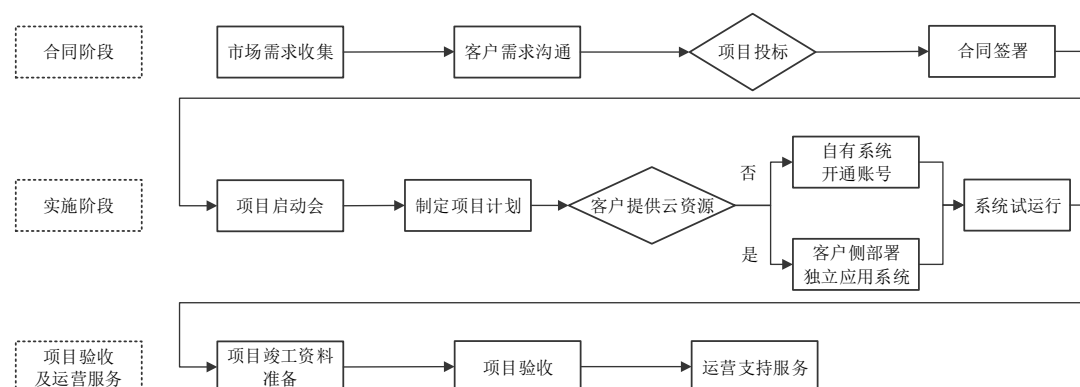 合同阶段
市场需求收集
客户需求沟通
项目投标
合同签署
实施阶段
项目启动会
制定项目计划
客户提供云资源
否
自有系统
开通账号
是
客户侧部署
独立应用系统
系统试运行
项目验收
及运营服务
项目竣工资料
准备
项目验收
运营支持服务